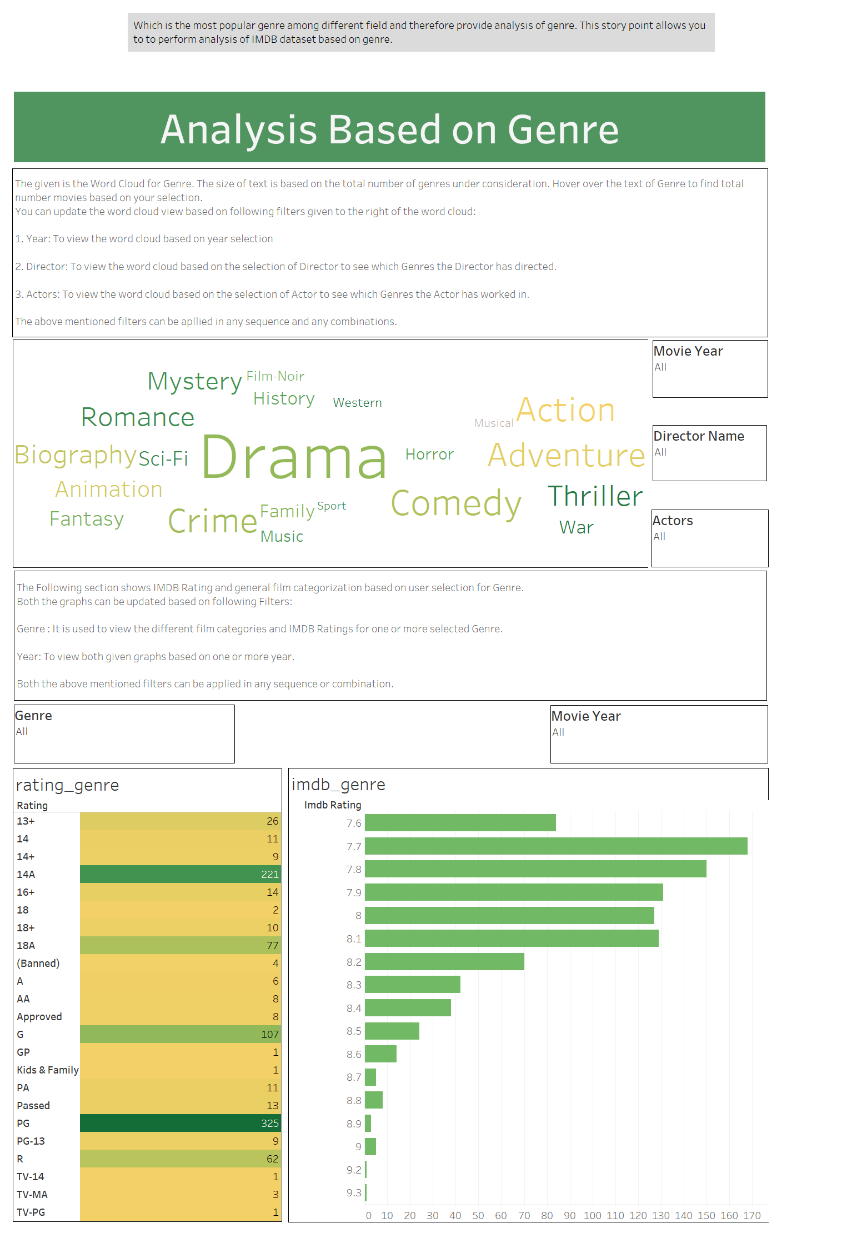 Which is the most popular genre among different field and therefore provide analysis of genre. This story point allows you
to to perform analysis of IMDB dataset based on genre.
Analysis Based on Genre
The given is the Word Cloud for Genre. The size of text is based on the total number of genres under consideration. Hover over the text of Genre to find total
number movies based on your selection.
You can update the word cloud view based on following filters given to the right of the word cloud:
1. Year: To view the word cloud based on year selection
2. Director: To view the word cloud based on the selection of Director to see which Genres the Director has directed.
3. Actors: To view the word cloud based on the selection of Actor to see which Genres the Actor has worked in.
The above mentioned filters can be apllied in any sequence and any combinations.
Mystery
Film Noir
History
Western
Romance
Musical
Action
Biography
Sci-Fi
Drama
Horror
Adventure
Animation
Fantasy
Crime
Family
Sport
Music
Comedy
Thriller
War
Movie Year
All
Director Name
All
Actors
All
The Following section shows IMDB Rating and general film categorization based on user selection for Genre.
Both the graphs can be updated based on following Filters:
Genre : It is used to view the different film categories and IMDB Ratings for one or more selected Genre.
Year: To view both given graphs based on one or more year.
Both the above mentioned filters can be applied in any sequence or combination.
Genre
All
Movie Year
All
rating_genre
Rating
13+ 26
14 11
14+ 9
14A 221
16+ 14
18 2
18+ 10
18A 77
(Banned) 4
A 6
AA 8
Approved 8
G 107
GP 1
Kids & Family 1
PA 11
Passed 13
PG 325
PG-13 9
R 62
TV-14 1
TV-MA 3
TV-PG 1
imdb_genre
Imdb Rating
7.6
7.7
7.8
7.9
8
8.1
8.2
8.3
8.4
8.5
8.6
8.7
8.8
8.9
9
9.2
9.3
0 10 20 30 40 50 60 70 80 90 100 110 120 130 140 150 160 170